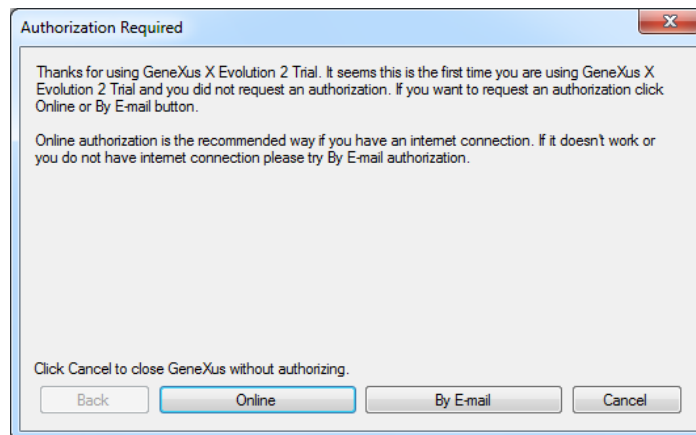 Authorization Required
Thanks for using GeneXus X Evolution 2 Trial. It seems this is the first time you are using GeneXus X
Evolution 2 Trial and you did not request an authorization. If you want to request an authorization click
Online or By E-mail button.
Online authorization is the recommended way if you have an internet connection. If it doesn't work or
you do not have internet connection please try By E-mail authorization.
Click Cancel to close GeneXus without authorizing.
Back Online By E-mail Cancel